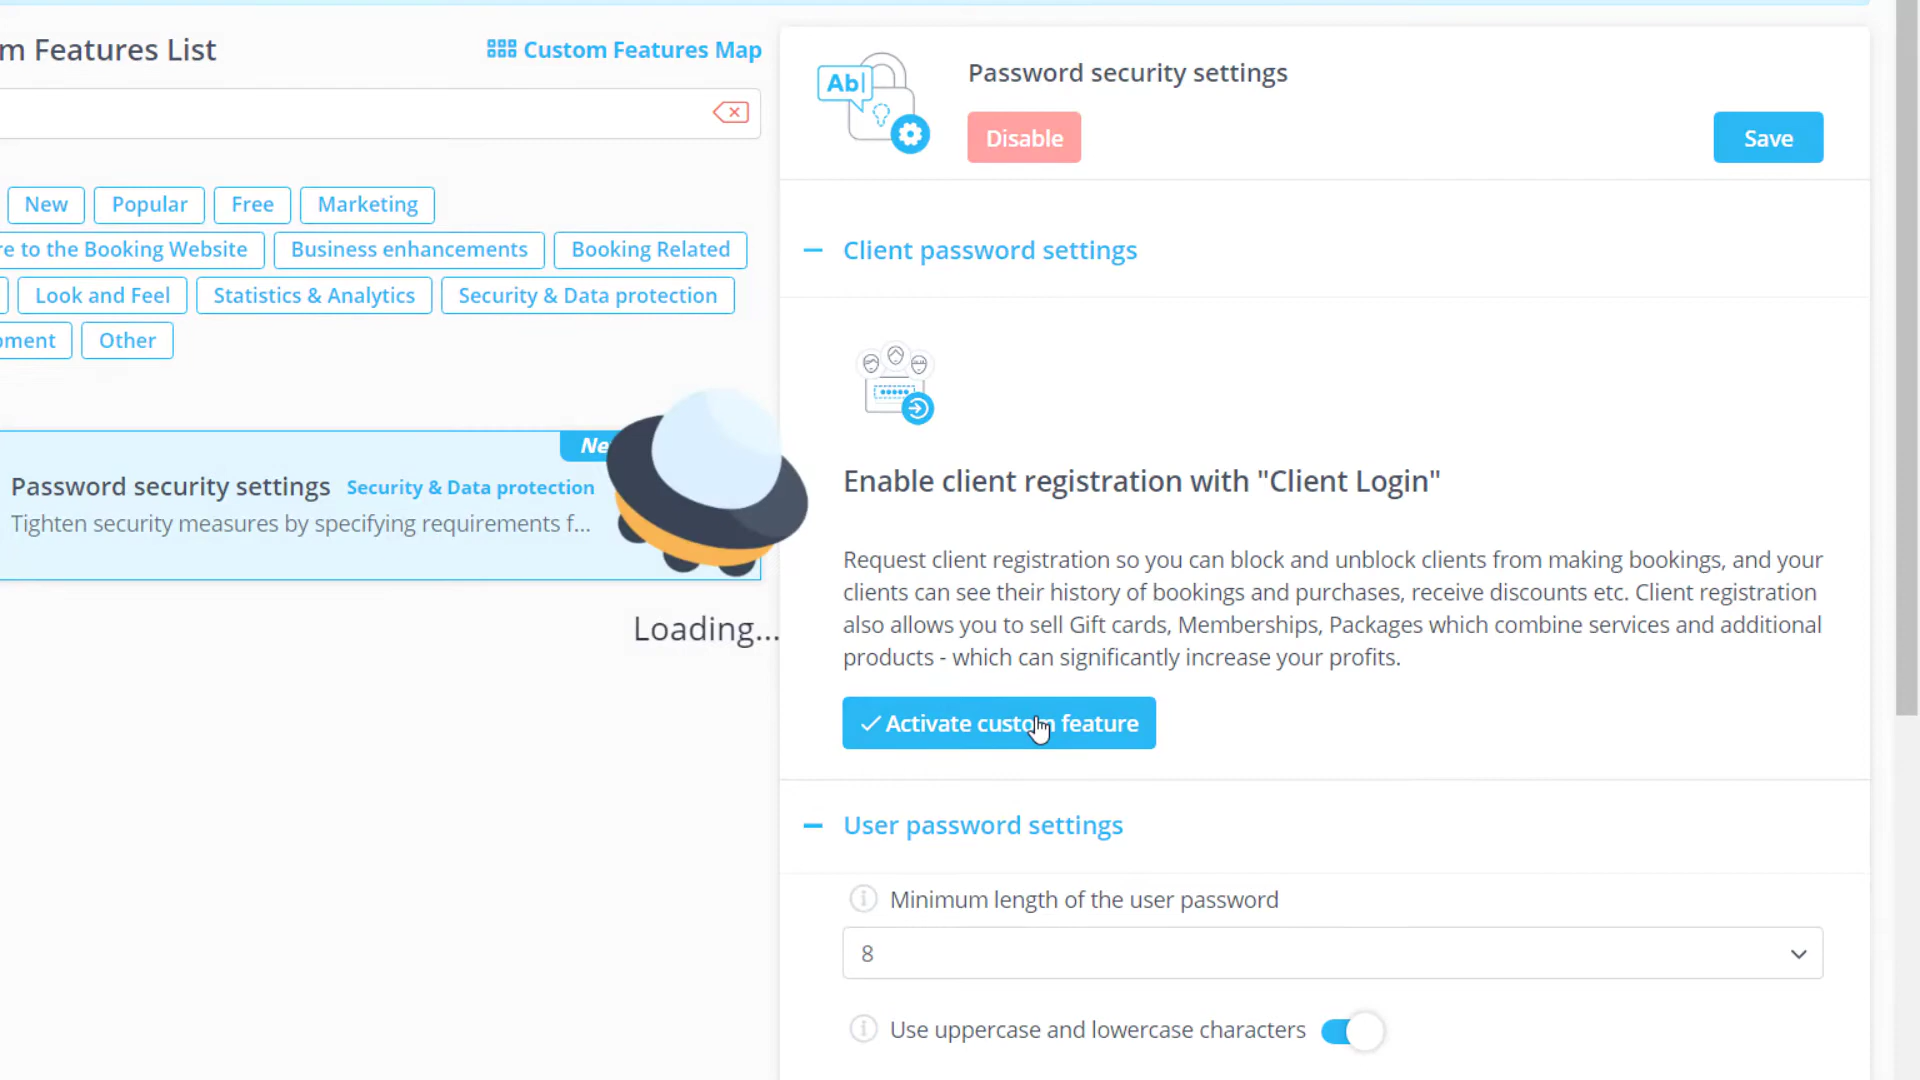 m Features List
Custom Features Map
New
Popular
Free
Marketing
re to the Booking Website
Business enhancements
Booking Related
Look and Feel
Statistics & Analytics
Security & Data protection
pment
Other
Ne
Password security settings
Security & Data protection
Tighten security measures by specifying requirements f...
Loading...
Ab
Password security settings
Disable
Save
Client password settings
Enable client registration with "Client Login"
Request client registration so you can block and unblock clients from making bookings, and your
clients can see their history of bookings and purchases, receive discounts etc. Client registration
also allows you to sell Gift cards, Memberships, Packages which combine services and additional
products - which can significantly increase your profits.
Activate custom feature
User password settings
Minimum length of the user password
8
Use uppercase and lowercase characters